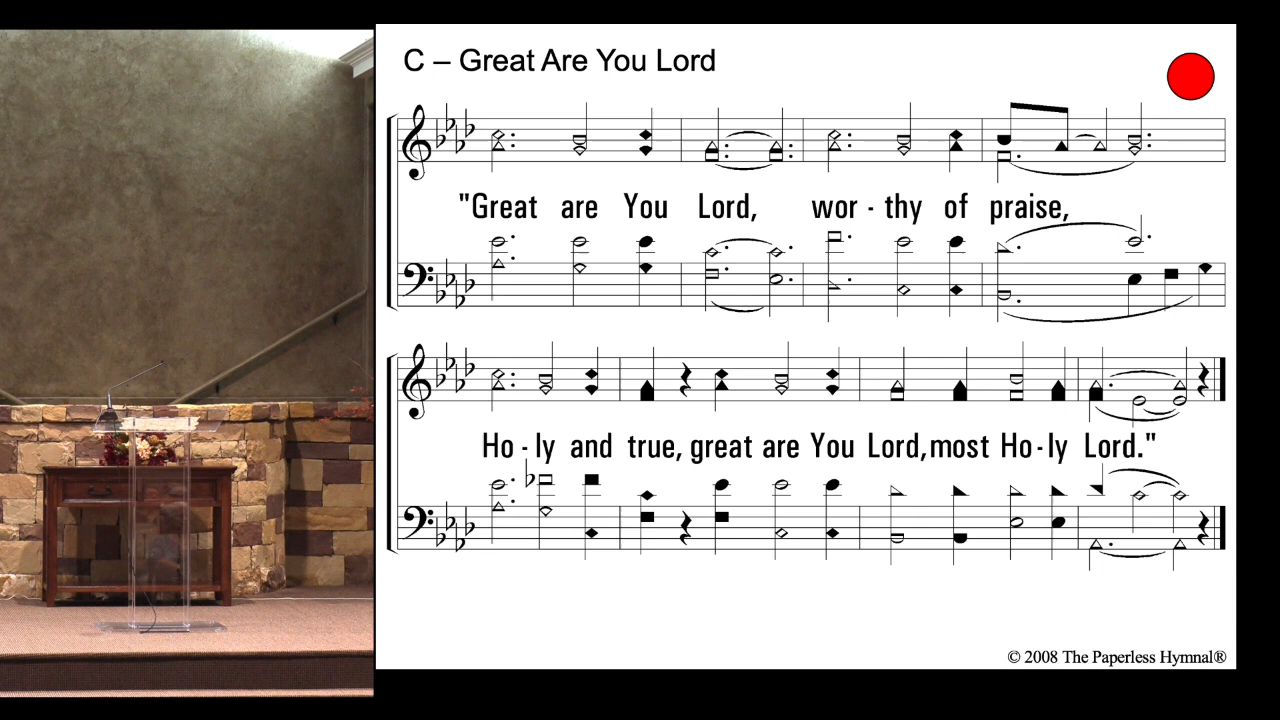 C – Great Are You Lord
"Great are You Lord, wor - thy of praise,
Ho - ly and true, great are You Lord, most Ho - ly Lord."
© 2008 The Paperless Hymnal®